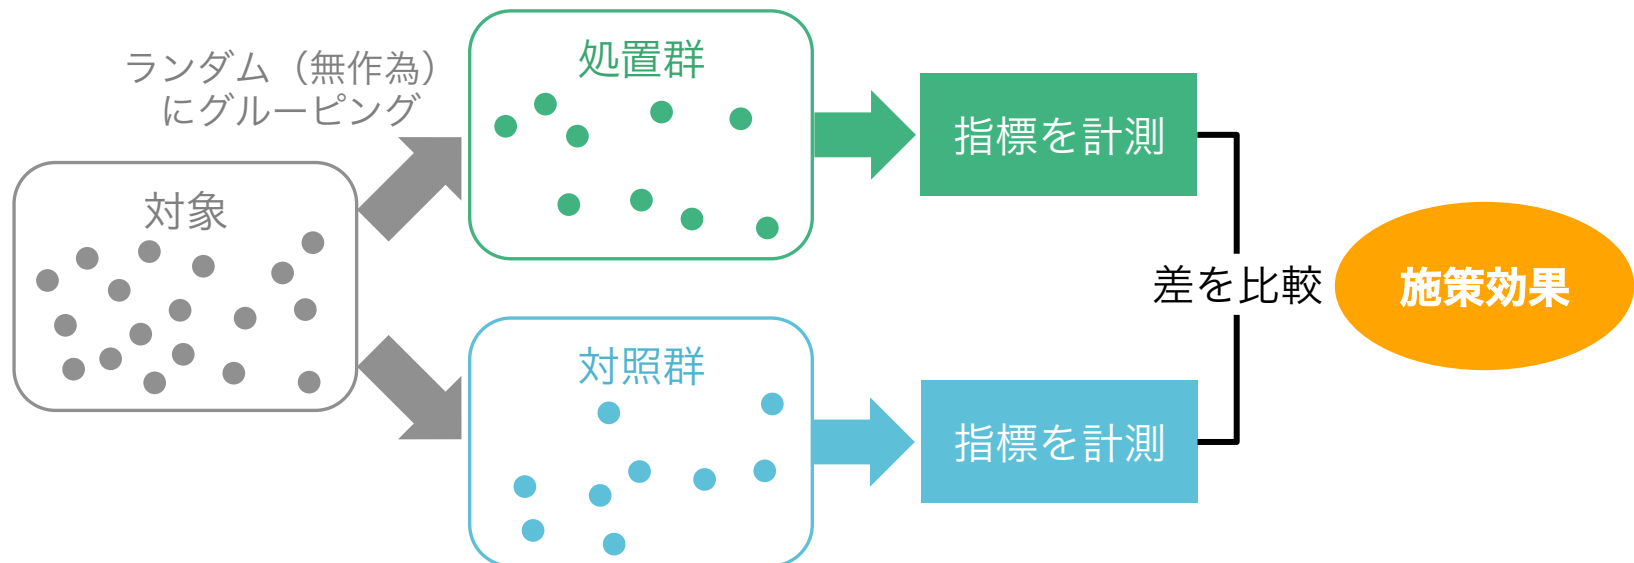 ランダム（無作為）
にグルーピング
対象
処置群
指標を計測
対照群
指標を計測
差を比較
施策効果